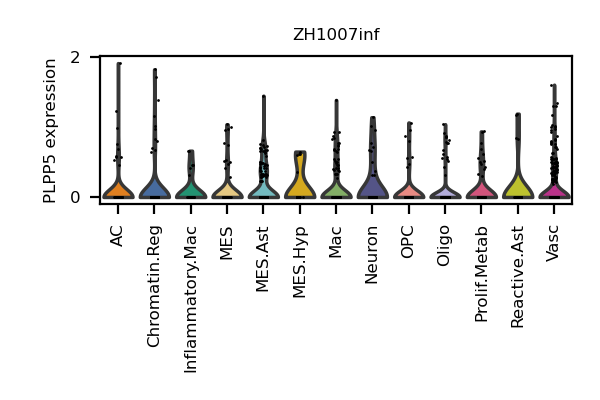 ZH1007inf
PLPP5 expression
2
0
AC
Chromatin.Reg
Inflammatory.Mac
MES
MES.Ast
MES.Hyp
Mac
Neuron
OPC
Oligo
Prolif.Metab
Reactive.Ast
Vasc